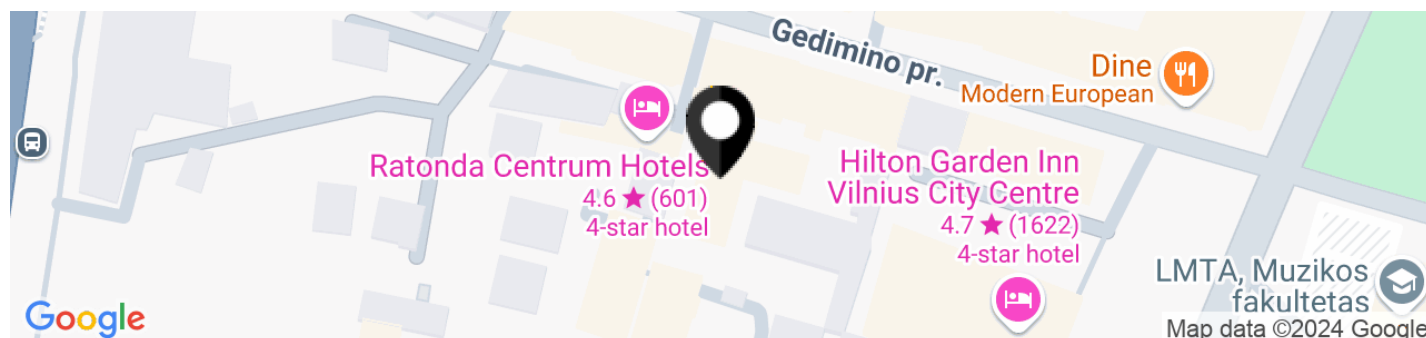 Gedimino pr.
Dine
Modern European
Ratonda Centrum Hotels
4.6 ★ (601)
4-star hotel
Hilton Garden Inn
Vilnius City Centre
4.7 ★ (1622)
4-star hotel
LMTA, Muzikos
fakultetas
Google
Map data ©2024 Google